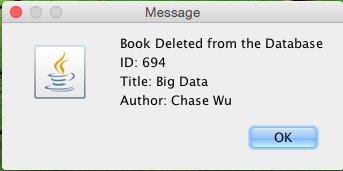 Message
Book Deleted from the Database
ID: 694
Title: Big Data
Author: Chase Wu
OK